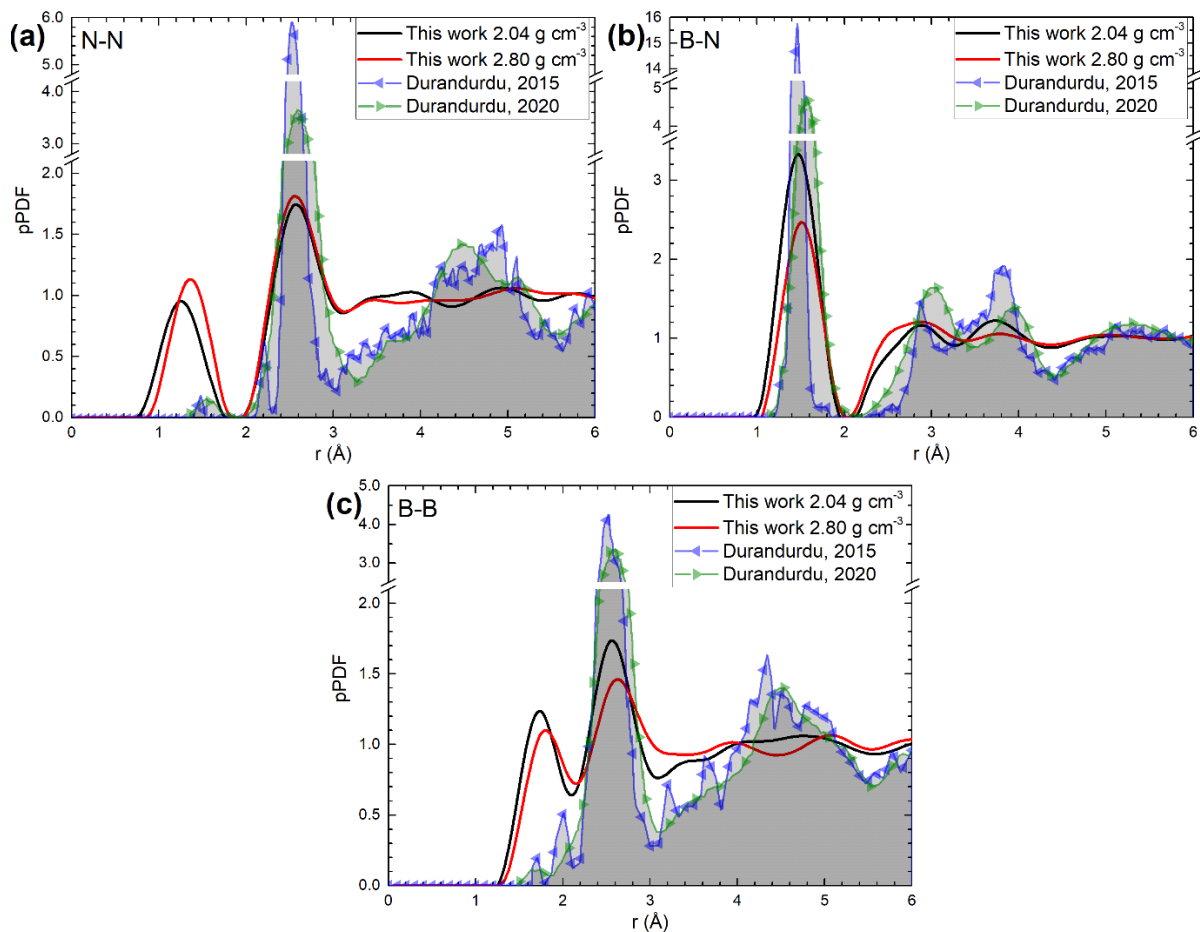 (a) N-N
This work 2.04 g cm⁻³
This work 2.80 g cm⁻³
Durandurdu, 2015
Durandurdu, 2020
6.0
5.0
4.0
3.0
2.0
1.5
1.0
0.5
0.0
pPDF
0 1 2 3 4 5 6
r (Å)
(b) B-N
This work 2.04 g cm⁻³
This work 2.80 g cm⁻³
Durandurdu, 2015
Durandurdu, 2020
16
15
14
5
4
3
2
1
0
pPDF
0 1 2 3 4 5 6
r (Å)
(c) B-B
This work 2.04 g cm⁻³
This work 2.80 g cm⁻³
Durandurdu, 2015
Durandurdu, 2020
5.0
4.0
3.0
2.0
1.5
1.0
0.5
0.0
pPDF
0 1 2 3 4 5 6
r (Å)